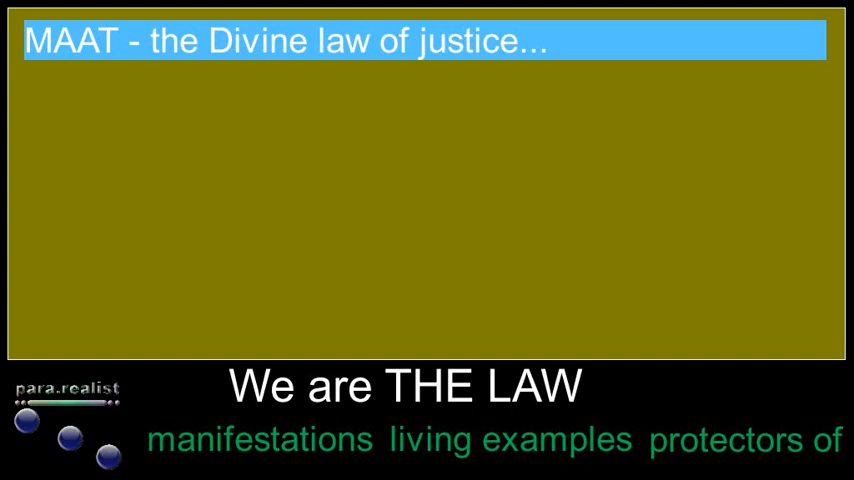 MAAT - the Divine law of justice...
We are THE LAW
para.realist
manifestations living examples protectors of